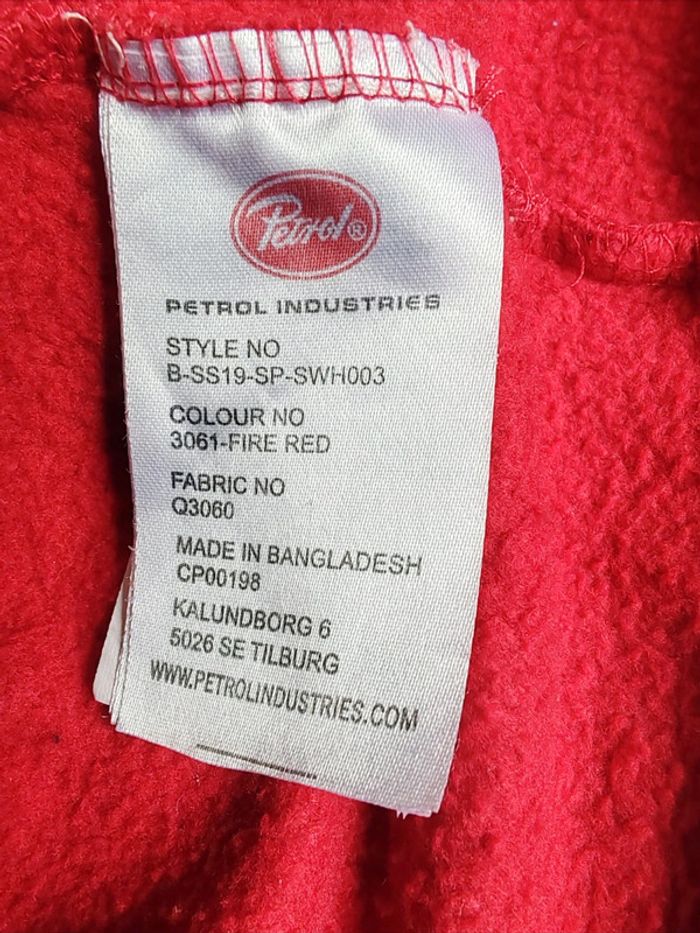 Petrol®
PETROL INDUSTRIES
STYLE NO
B-SS19-SP-SWH003
COLOUR NO
3061-FIRE RED
FABRIC NO
Q3060
MADE IN BANGLADESH
CP00198
KALUNDBORG 6
5026 SE TILBURG
WWW.PETROLINDUSTRIES.COM